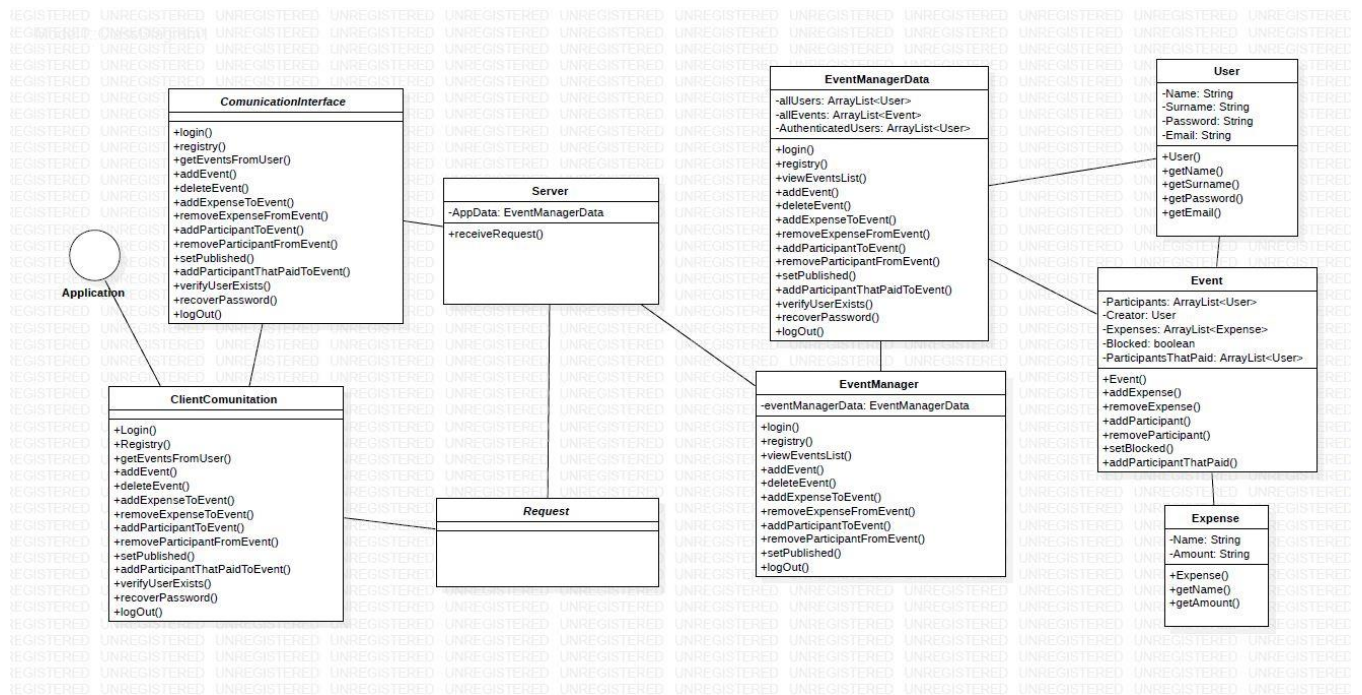 ComunicationInterface
+login()
+registry()
+getEventsFromUser()
+addEvent()
+deleteEvent()
+addExpenseToEvent()
+removeExpenseFromEvent()
+addParticipantToEvent()
+removeParticipantFromEvent()
+setPublished()
+addParticipantThatPaidToEvent()
+verifyUserExists()
+recoverPassword()
+logOut()
Application
ClientComunitation
+Login()
+Registry()
+getEventsFromUser()
+addEvent()
+deleteEvent()
+addExpenseToEvent()
+removeExpenseToEvent()
+addParticipantToEvent()
+removeParticipantFromEvent()
+setPublished()
+addParticipantThatPaidToEvent()
+verifyUserExists()
+recoverPassword()
+logOut()
Server
-AppData: EventManagerData
+receiveRequest()
Request
EventManagerData
-allUsers: ArrayList<User>
-allEvents: ArrayList<Event>
-AuthenticatedUsers: ArrayList<User>
+login()
+registry()
+viewEventsList()
+addEvent()
+deleteEvent()
+addExpenseToEvent()
+removeExpenseFromEvent()
+addParticipantToEvent()
+removeParticipantFromEvent()
+setPublished()
+addParticipantThatPaidToEvent()
+verifyUserExists()
+recoverPassword()
+logOut()
EventManager
-eventManagerData: EventManagerData
+login()
+registry()
+viewEventsList()
+addEvent()
+deleteEvent()
+addExpenseToEvent()
+removeExpenseFromEvent()
+addParticipantToEvent()
+removeParticipantFromEvent()
+setPublished()
+logOut()
User
-Name: String
-Surname: String
-Password: String
-Email: String
+User()
+getName()
+getSurname()
+getPassword()
+getEmail()
Event
-Participants: ArrayList<User>
-Creator: User
-Expenses: ArrayList<Expense>
-Blocked: boolean
-ParticipantsThatPaid: ArrayList<User>
+Event()
+addExpense()
+removeExpense()
+addParticipant()
+removeParticipant()
+setBlocked()
+addParticipantThatPaid()
Expense
-Name: String
-Amount: String
+Expense()
+getName()
+getAmount()
UNREGISTERED